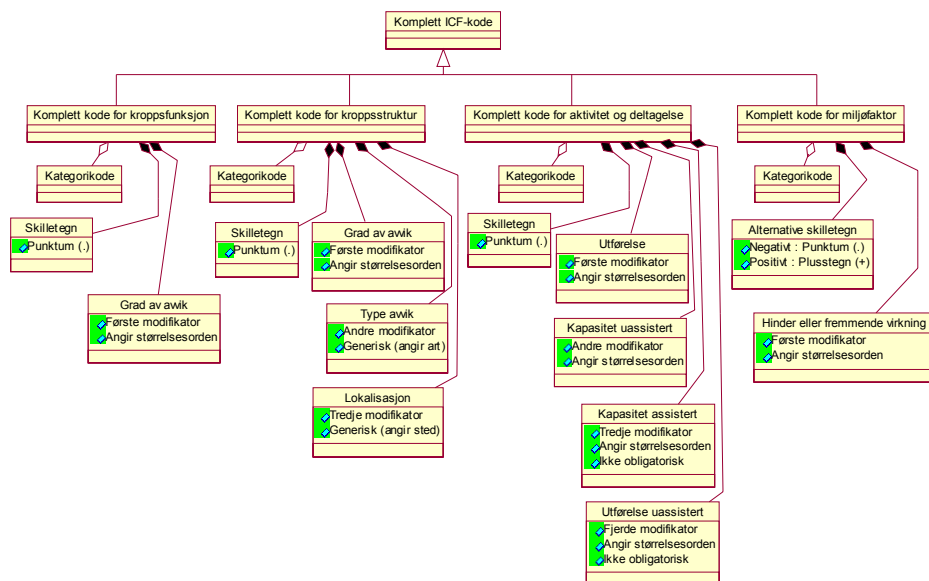 Komplett ICF-kode
Komplett kode for kroppsfunksjon
Komplett kode for kroppsstruktur
Komplett kode for aktivitet og deltagelse
Komplett kode for miljøfaktor
Kategorikode
Kategorikode
Kategorikode
Kategorikode
Skilletegn
Punktum (.)
Skilletegn
Punktum (.)
Grad av avvik
Første modifikator
Angir størrelsesorden
Skilletegn
Punktum (.)
Utførelse
Første modifikator
Angir størrelsesorden
Alternative skilletegn
Negativt : Punktum (.)
Positivt : Plusstegn (+)
Grad av avvik
Første modifikator
Angir størrelsesorden
Type avvik
Andre modifikator
Generisk (angir art)
Kapasitet uassistert
Andre modifikator
Angir størrelsesorden
Hinder eller fremmende virkning
Første modifikator
Angir størrelsesorden
Lokalisasjon
Tredje modifikator
Generisk (angir sted)
Kapasitet assistert
Tredje modifikator
Angir størrelsesorden
Ikke obligatorisk
Utførelse uassistert
Fjerde modifikator
Angir størrelsesorden
Ikke obligatorisk